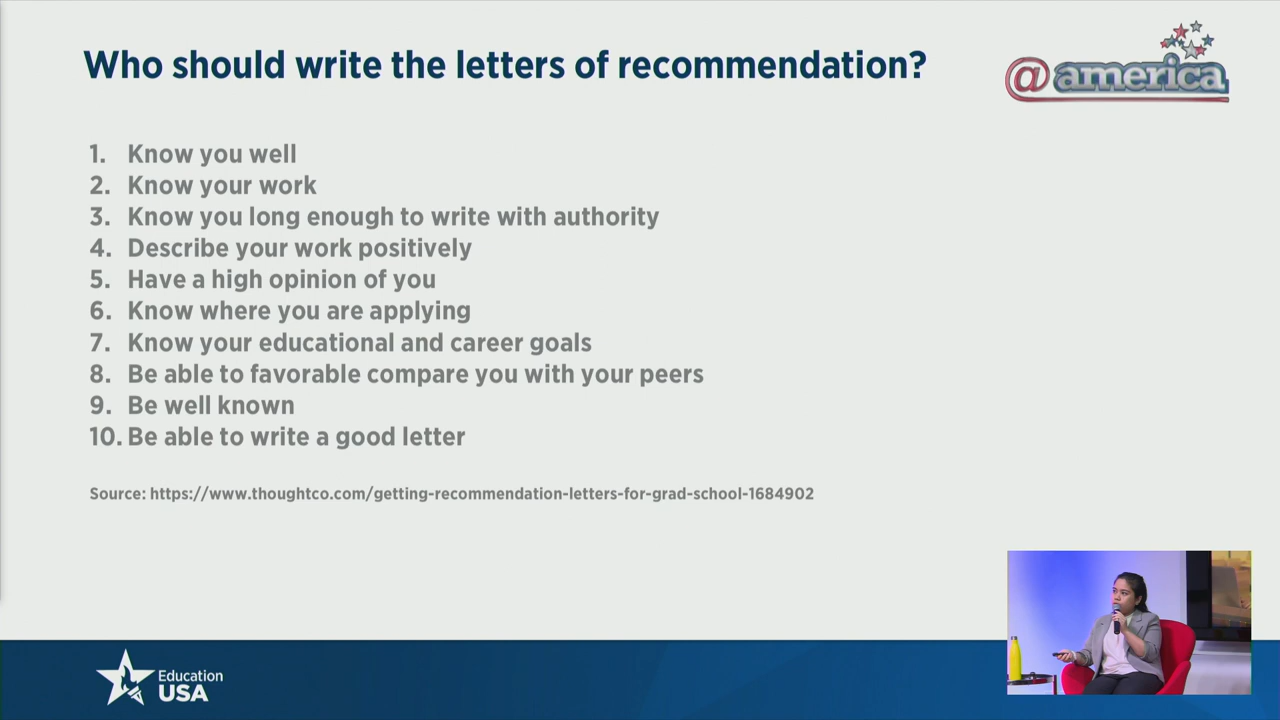 Who should write the letters of recommendation?
@america
1. Know you well
2. Know your work
3. Know you long enough to write with authority
4. Describe your work positively
5. Have a high opinion of you
6. Know where you are applying
7. Know your educational and career goals
8. Be able to favorable compare you with your peers
9. Be well known
10. Be able to write a good letter
Source: https://www.thoughtco.com/getting-recommendation-letters-for-grad-school-1684902
Education
USA